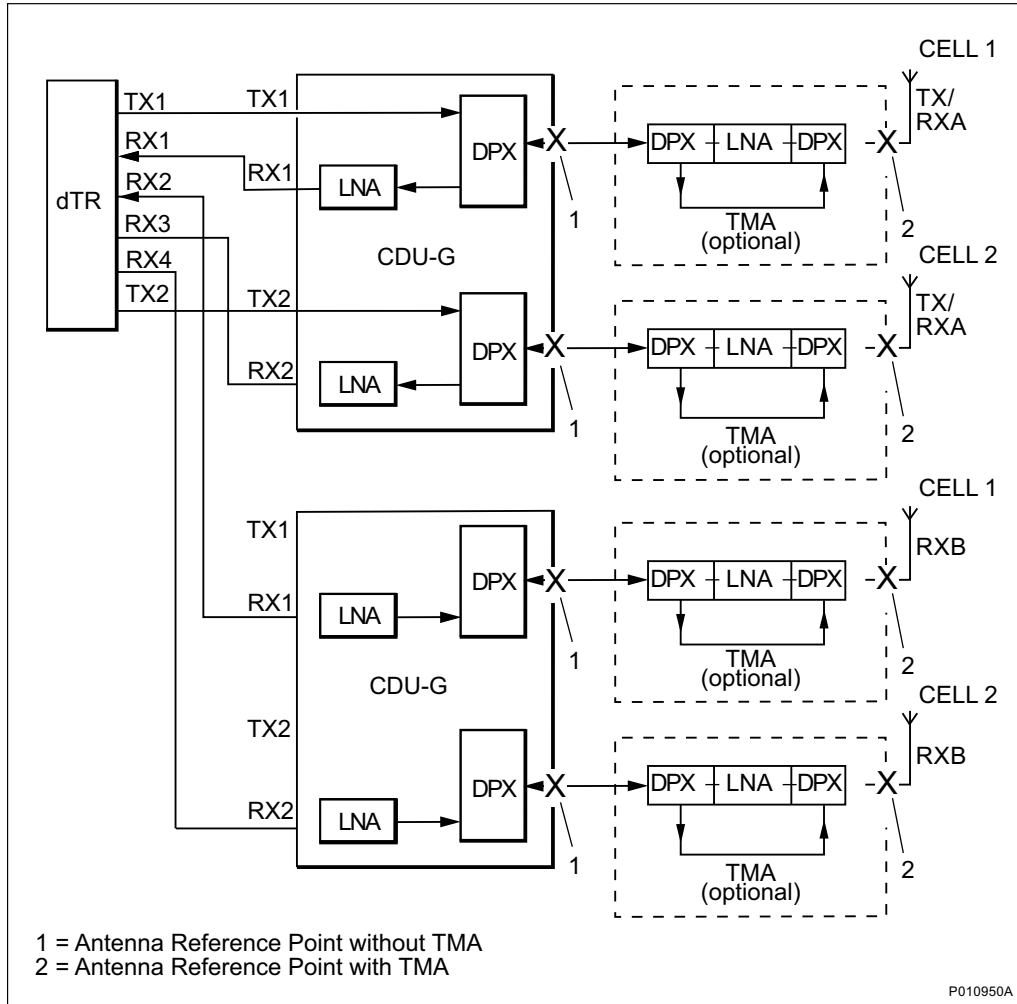 CELL 1
TX1
TX1
TX/
RXA
DPX
X
DPX
LNA
DPX
X
RX1
RX1
LNA
1
TMA
(optional)
2
dTR
RX2
RX3
CDU-G
RX4
CELL 2
TX2
TX2
TX/
RXA
DPX
X
DPX
LNA
DPX
X
RX2
LNA
1
TMA
(optional)
2
CELL 1
TX1
RXB
DPX
X
DPX
LNA
DPX
X
RX1
LNA
1
TMA
(optional)
2
CDU-G
CELL 2
TX2
RXB
DPX
X
DPX
LNA
DPX
X
RX2
LNA
1
TMA
(optional)
2
1 = Antenna Reference Point without TMA
2 = Antenna Reference Point with TMA
P010950A